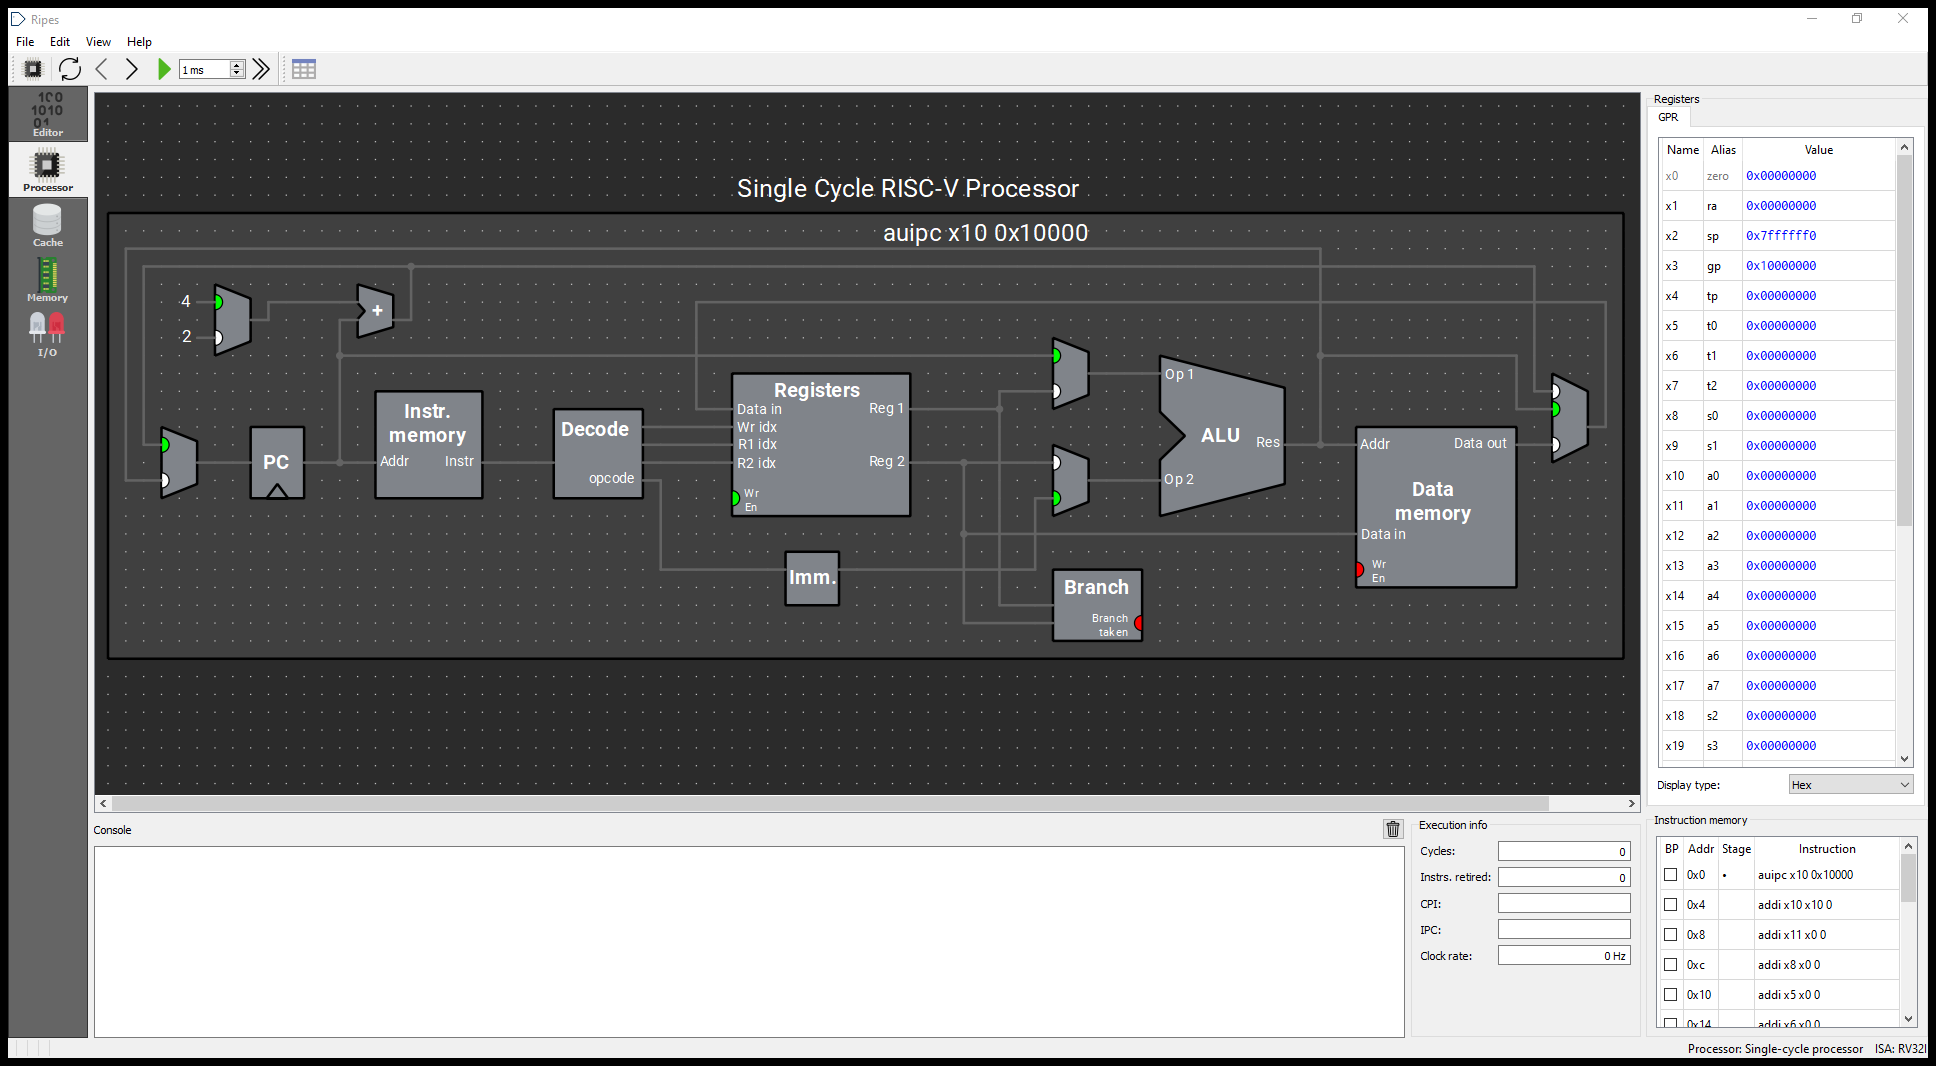 Ripes
File Edit View Help
1 ms
Editor
Processor
Cache
Memory
I/O
Single Cycle RISC-V Processor
auipc x10 0x10000
4
2
+
PC
Instr.
memory
Addr Instr
Decode
opcode
Registers
Data in
Wr idx
R1 idx
R2 idx
Wr
En
Reg 1
Reg 2
Imm.
Op 1
Op 2
ALU
Res
Branch
Branch
taken
Addr
Data out
Data
memory
Data in
Wr
En
Registers
GPR
Name Alias Value
x0 zero 0x00000000
x1 ra 0x00000000
x2 sp 0x7ffffff0
x3 gp 0x10000000
x4 tp 0x00000000
x5 t0 0x00000000
x6 t1 0x00000000
x7 t2 0x00000000
x8 s0 0x00000000
x9 s1 0x00000000
x10 a0 0x00000000
x11 a1 0x00000000
x12 a2 0x00000000
x13 a3 0x00000000
x14 a4 0x00000000
x15 a5 0x00000000
x16 a6 0x00000000
x17 a7 0x00000000
x18 s2 0x00000000
x19 s3 0x00000000
Display type: Hex
Console
Execution info
Cycles: 0
Instrs. retired: 0
CPI:
IPC:
Clock rate: 0 Hz
Instruction memory
BP Addr Stage Instruction
0x0 • auipc x10 0x10000
0x4 addi x10 x10 0
0x8 addi x11 x0 0
0xc addi x8 x0 0
0x10 addi x5 x0 0
0x14 addi x6 x0 0
Processor: Single-cycle processor ISA: RV32I